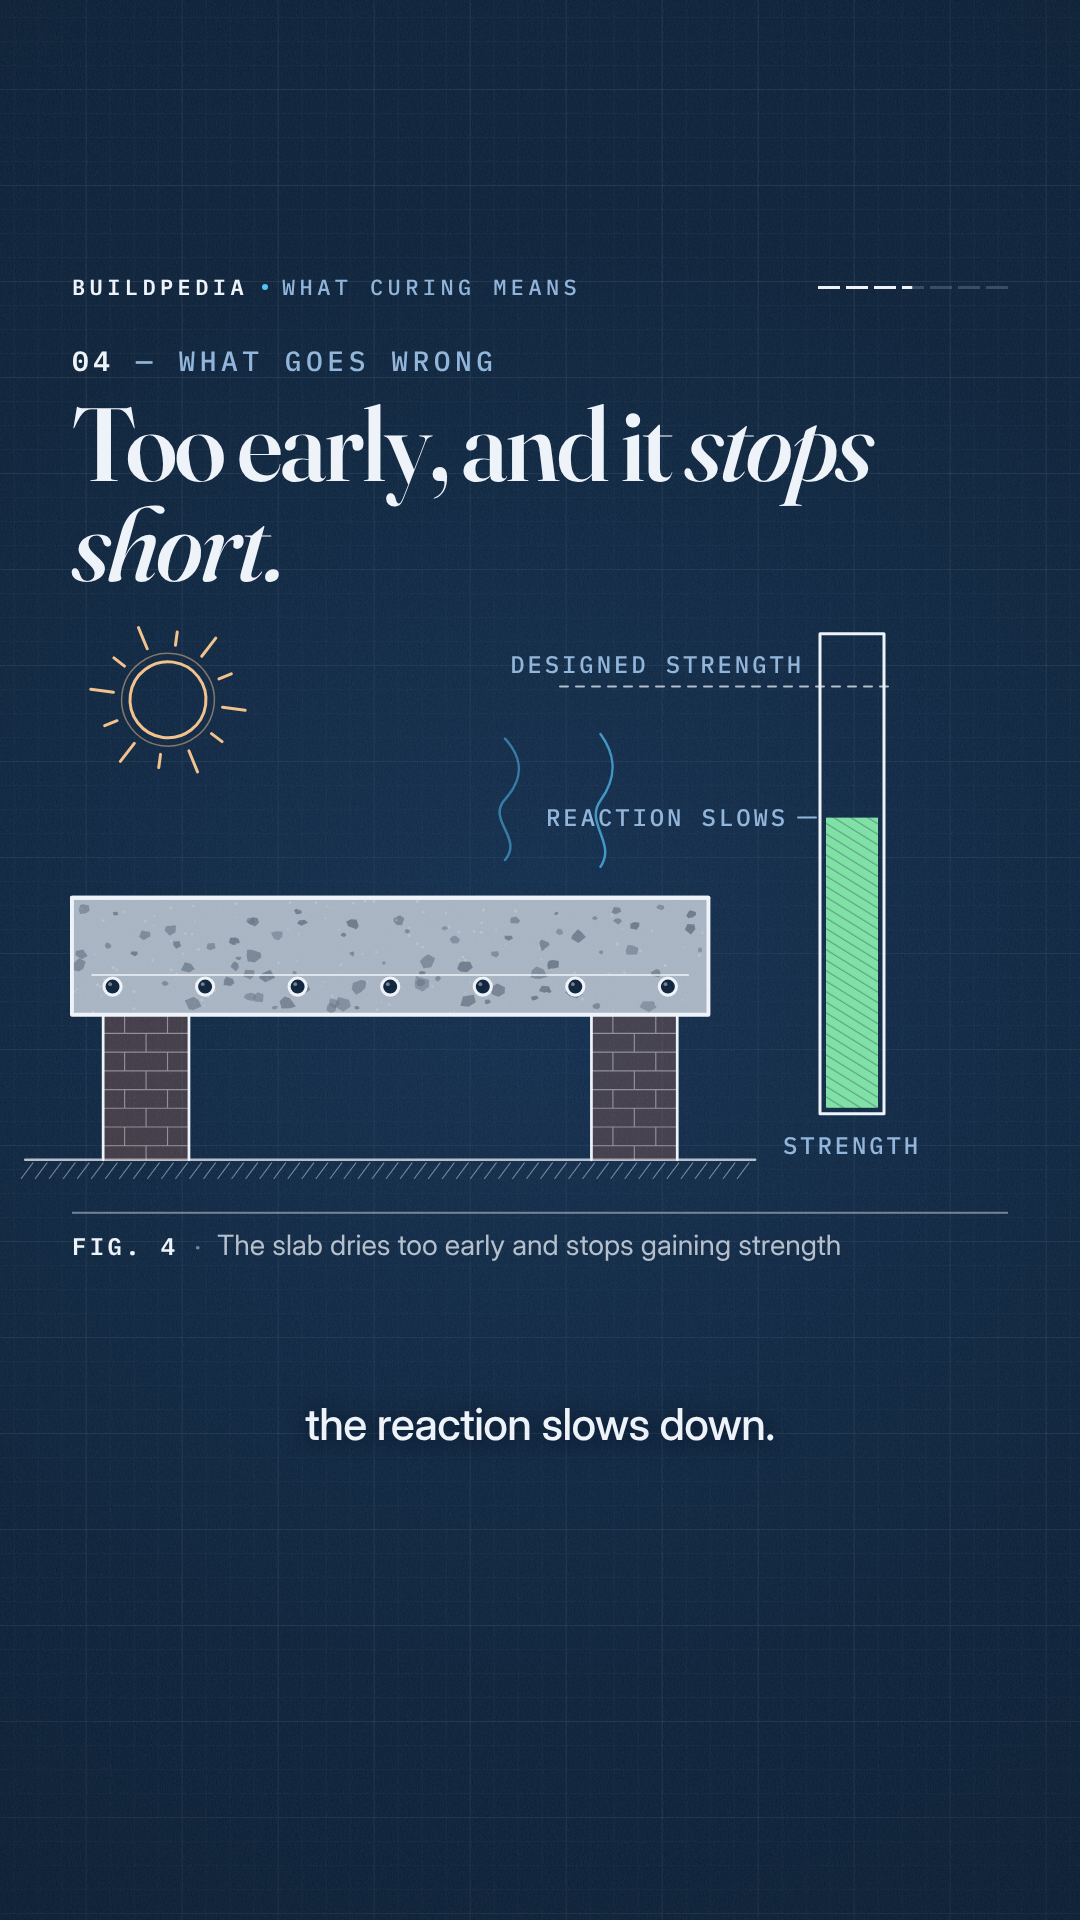 BUILDPEDIA • WHAT CURING MEANS
04 — WHAT GOES WRONG
Too early, and it stops
short.
DESIGNED STRENGTH
REACTION SLOWS
STRENGTH
FIG. 4 · The slab dries too early and stops gaining strength
the reaction slows down.